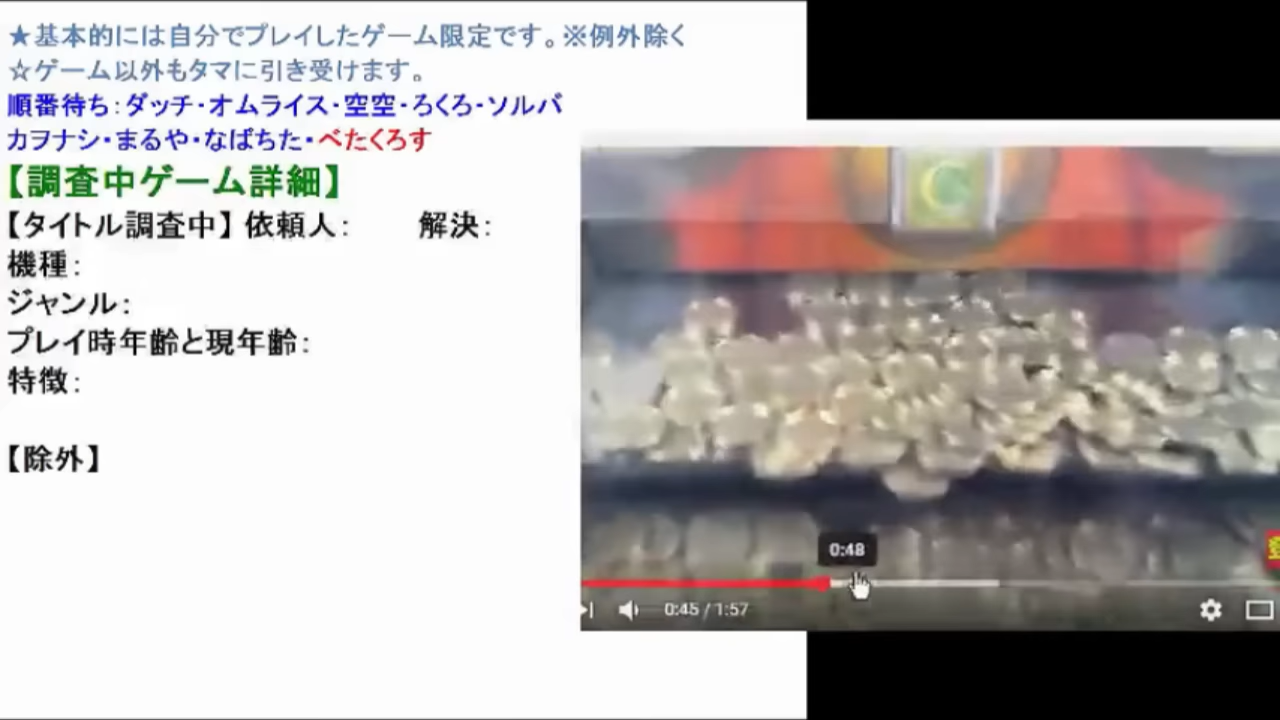 ★基本的には自分でプレイしたゲーム限定です。※例外除く
☆ゲーム以外もタマに引き受けます。
順番待ち：ダッチ・オムライス・空空・ろくろ・ソルバ
カヲナシ・まるや・なばちた・べたくろす
【調査中ゲーム詳細】
【タイトル調査中】 依頼人： 解決：
機種：
ジャンル：
プレイ時年齢と現年齢：
特徴：
【除外】
0:48
0:45 / 1:57